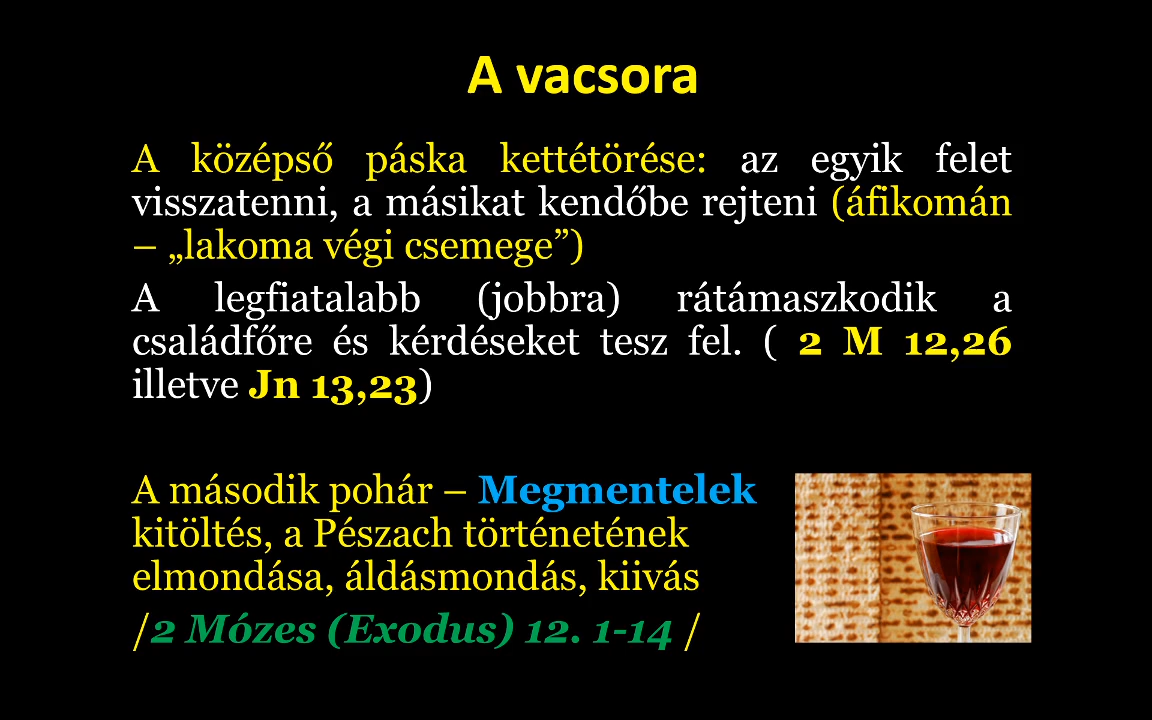 A vacsora
A középső páska kettétörése: az egyik felet
visszatenni, a másikat kendőbe rejteni (áfikomán
– „lakoma végi csemege”)
A legfiatalabb (jobbra) rátámaszkodik a
családfőre és kérdéseket tesz fel. ( 2 M 12,26
illetve Jn 13,23)
A második pohár – Megmentelek
kitöltés, a Pészach történetének
elmondása, áldásmondás, kiivás
/2 Mózes (Exodus) 12. 1-14 /